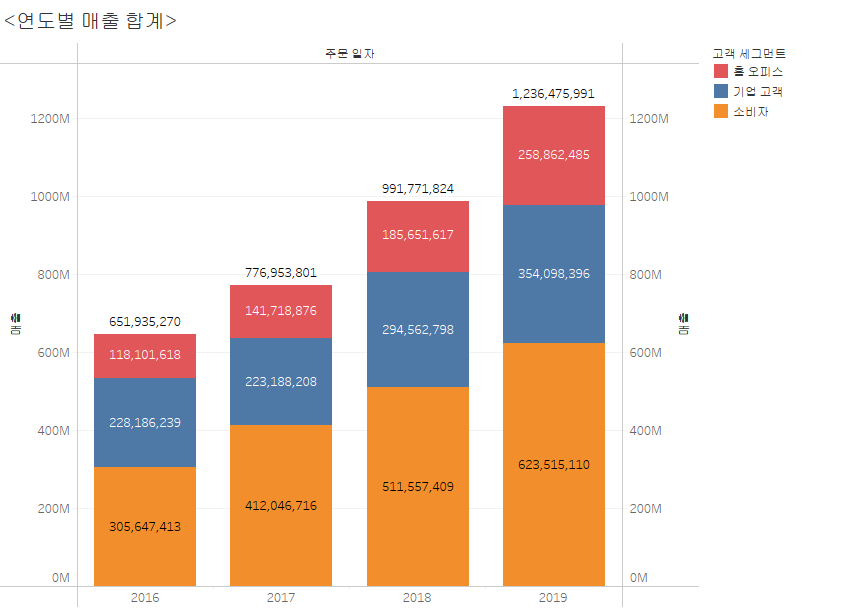 <연도별 매출 합계>
주문 일자
고객 세그먼트
홈 오피스
기업 고객
소비자
1,236,475,991
1200M
1200M
258,862,485
991,771,824
1000M
1000M
185,651,617
776,953,801
800M
800M
354,098,396
141,718,876
651,935,270
294,562,798
매출
매출
118,101,618
600M
600M
223,188,208
228,186,239
400M
400M
623,515,110
511,557,409
412,046,716
200M
200M
305,647,413
0M
0M
2016
2017
2018
2019